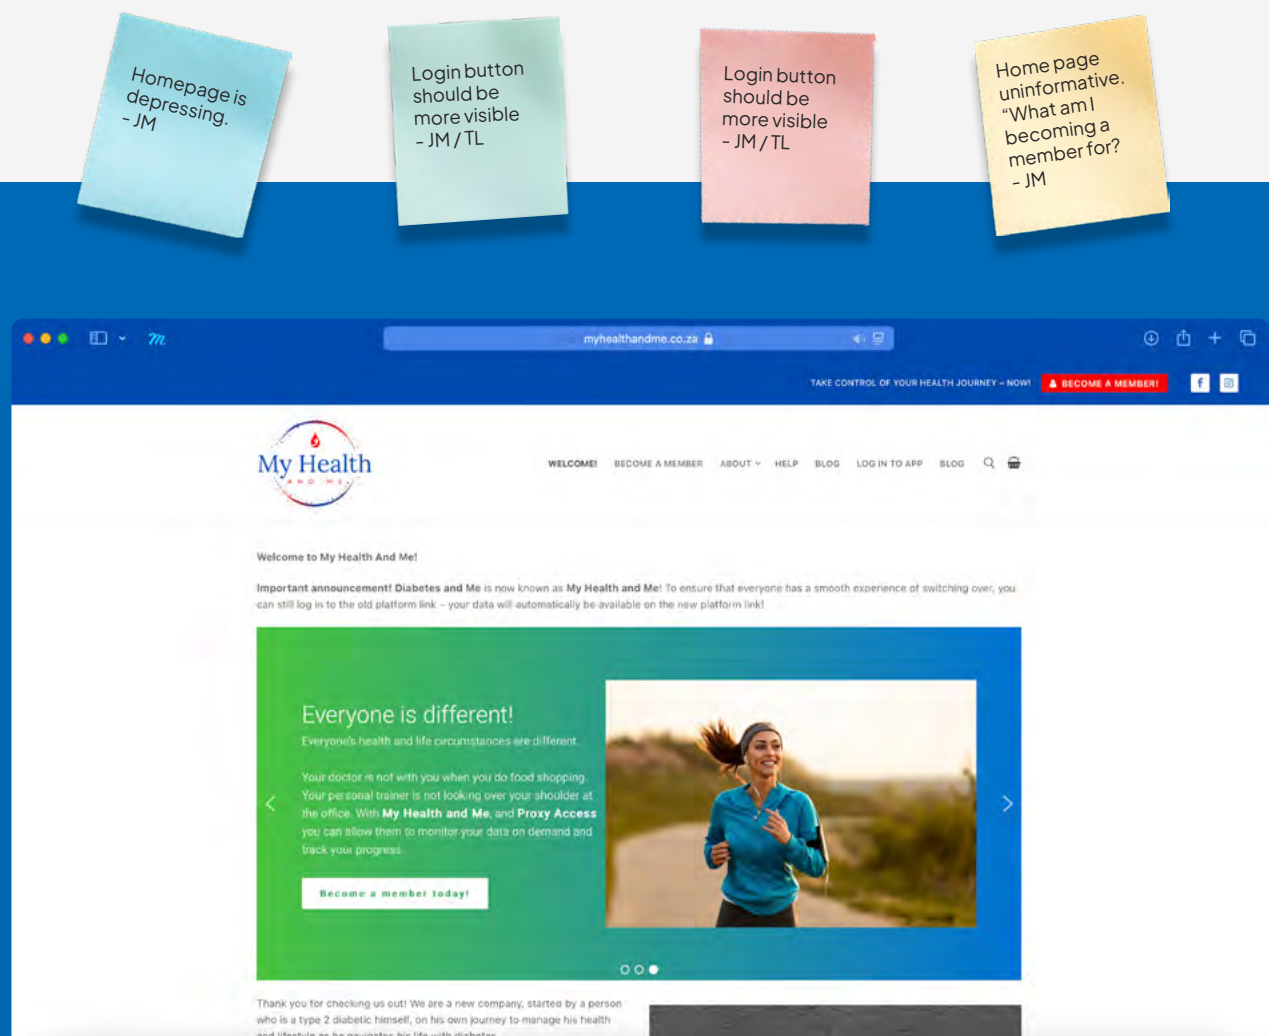 Homepage is
depressing.
- JM
Login button
should be
more visible
- JM / TL
Login button
should be
more visible
- JM / TL
Home page
uninformative.
“What am I
becoming a
member for?
- JM
myhealthandme.co.za
TAKE CONTROL OF YOUR HEALTH JOURNEY – NOW!
BECOME A MEMBER!
My Health
AND ME
WELCOME! BECOME A MEMBER ABOUT HELP BLOG LOG IN TO APP BLOG
Welcome to My Health And Me!
Important announcement! Diabetes and Me is now known as My Health and Me! To ensure that everyone has a smooth experience of switching over, you
can still log in to the old platform link – your data will automatically be available on the new platform link!
Everyone is different!
Everyone's health and life circumstances are different.
Your doctor is not with you when you do food shopping.
Your personal trainer is not looking over your shoulder at
the office. With My Health and Me, and Proxy Access
you can allow them to monitor your data on demand and
track your progress.
Become a member today!
Thank you for checking us out! We are a new company, started by a person
who is a type 2 diabetic himself, on his own journey to manage his health
and lifestyle as he navigates his life with diabetes